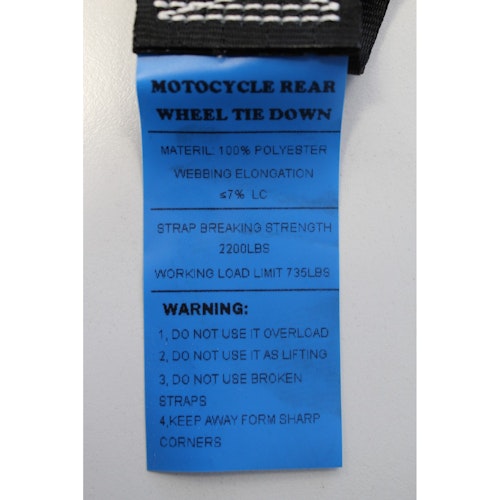 MOTOCYCLE REAR
WHEEL TIE DOWN
MATERIL: 100% POLYESTER
WEBBING ELONGATION
≤7% LC
STRAP BREAKING STRENGTH
2200LBS
WORKING LOAD LIMIT 735LBS
WARNING:
1, DO NOT USE IT OVERLOAD
2, DO NOT USE IT AS LIFTING
3, DO NOT USE BROKEN
STRAPS
4,KEEP AWAY FORM SHARP
CORNERS